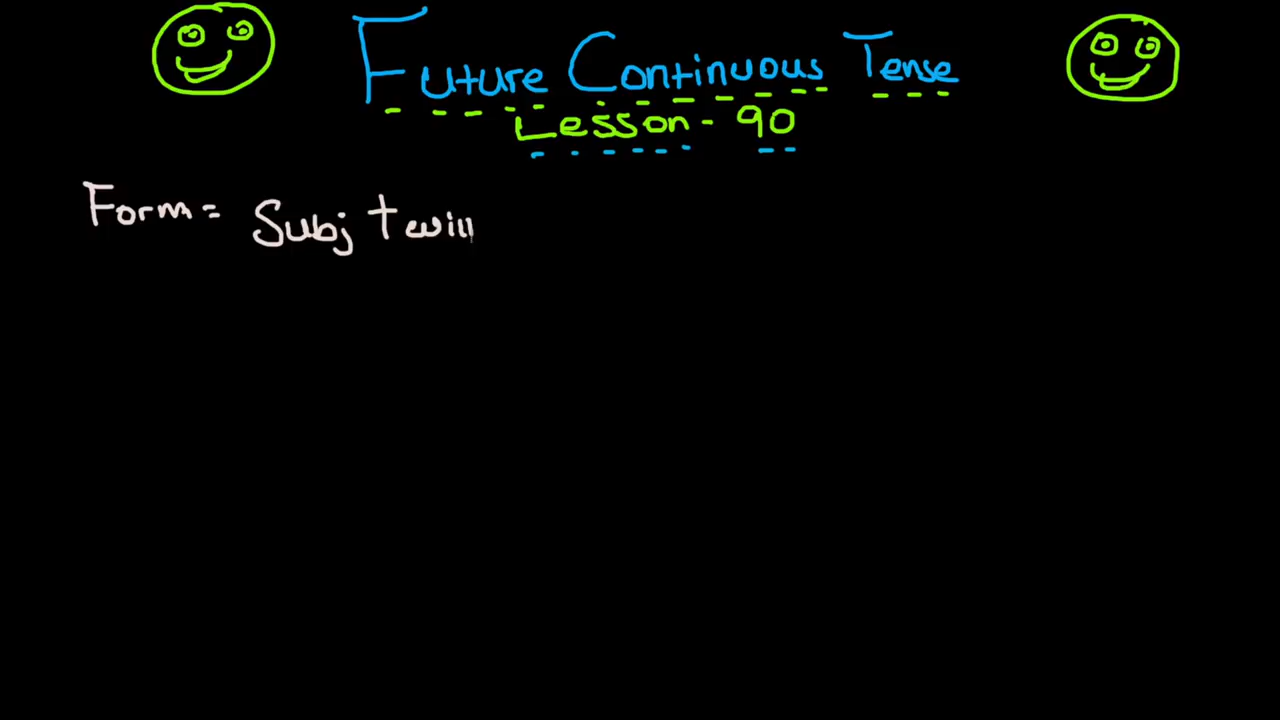 Future Continuous Tense
Lesson - 90
Form = Subj + will